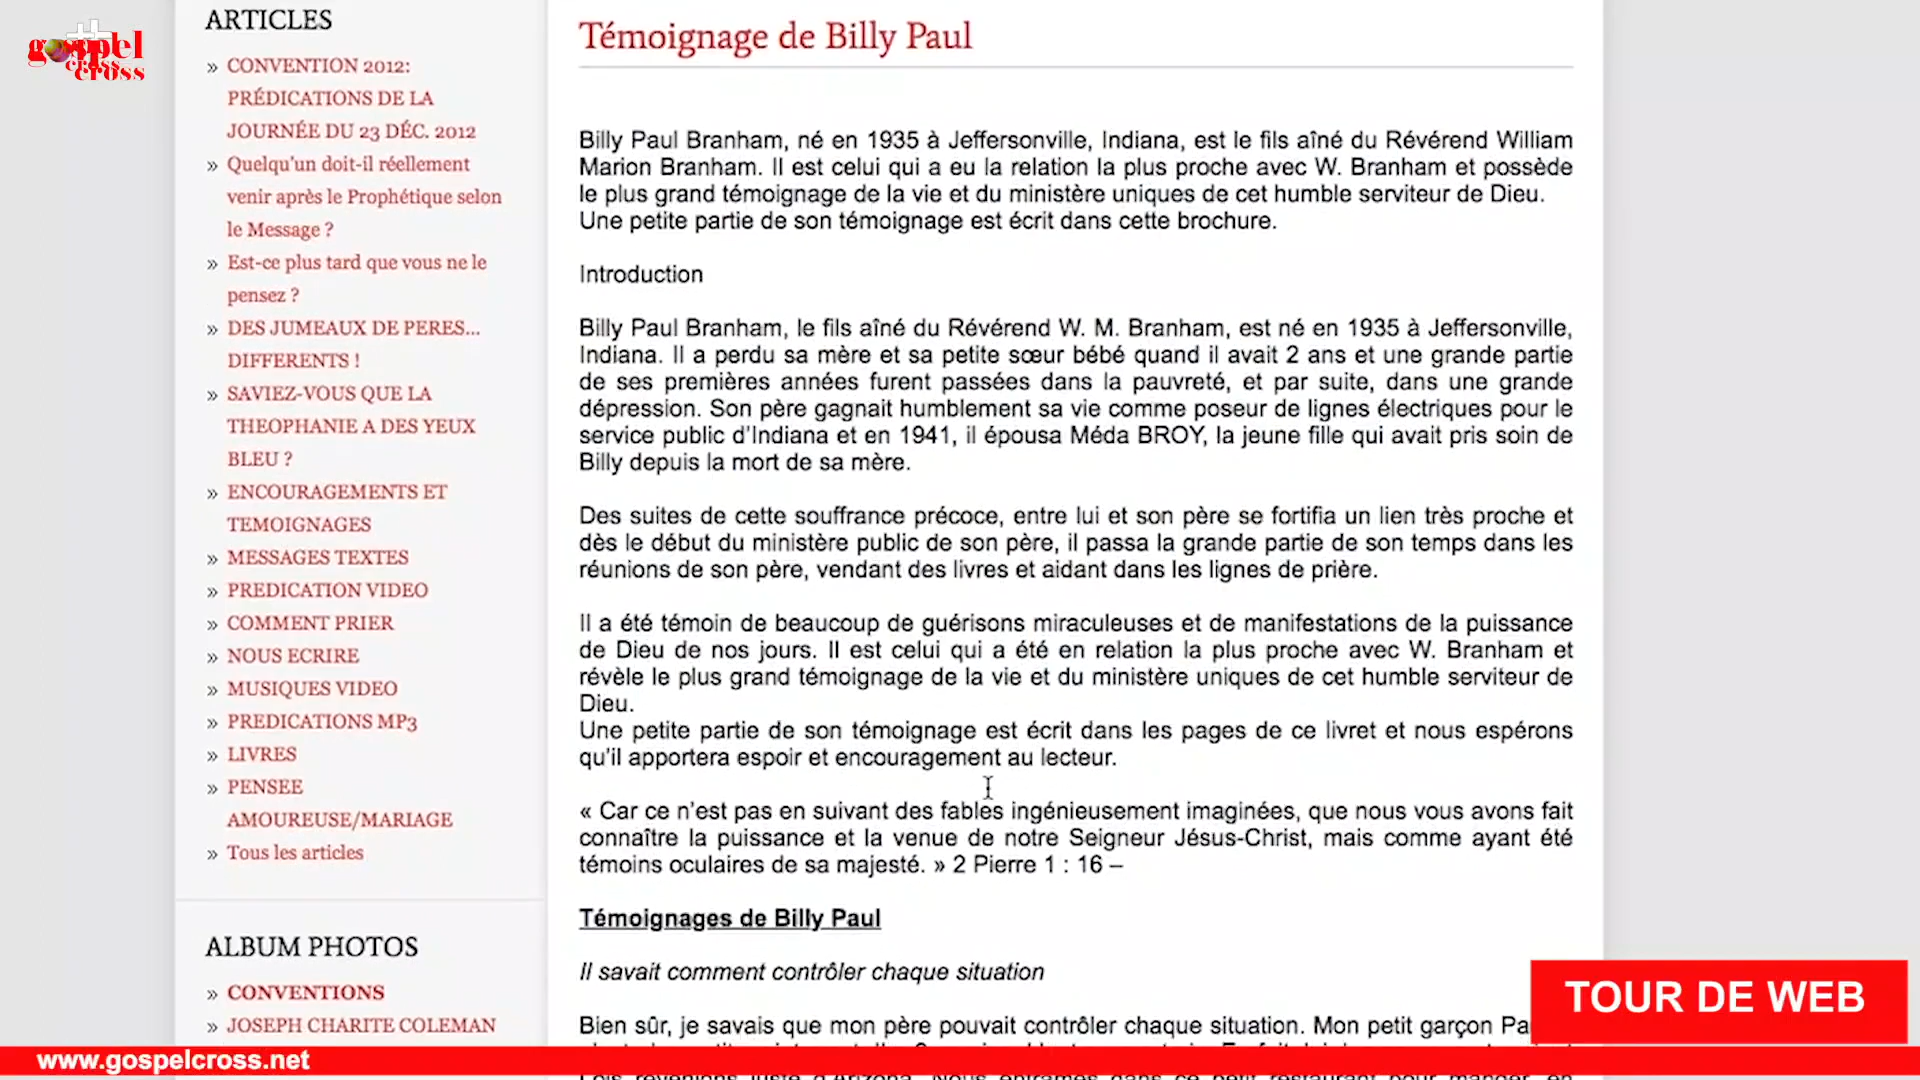 gospel
cross
cross
ARTICLES
» CONVENTION 2012:
PRÉDICATIONS DE LA
JOURNÉE DU 23 DÉC. 2012
» Quelqu'un doit-il réellement
venir après le Prophétique selon
le Message ?
» Est-ce plus tard que vous ne le
pensez ?
» DES JUMEAUX DE PERES...
DIFFERENTS !
» SAVIEZ-VOUS QUE LA
THEOPHANIE A DES YEUX
BLEU ?
» ENCOURAGEMENTS ET
TEMOIGNAGES
» MESSAGES TEXTES
» PREDICATION VIDEO
» COMMENT PRIER
» NOUS ECRIRE
» MUSIQUES VIDEO
» PREDICATIONS MP3
» LIVRES
» PENSEE
AMOUREUSE/MARIAGE
» Tous les articles
ALBUM PHOTOS
» CONVENTIONS
» JOSEPH CHARITE COLEMAN
Témoignage de Billy Paul
Billy Paul Branham, né en 1935 à Jeffersonville, Indiana, est le fils aîné du Révérend William
Marion Branham. Il est celui qui a eu la relation la plus proche avec W. Branham et possède
le plus grand témoignage de la vie et du ministère uniques de cet humble serviteur de Dieu.
Une petite partie de son témoignage est écrit dans cette brochure.
Introduction
Billy Paul Branham, le fils aîné du Révérend W. M. Branham, est né en 1935 à Jeffersonville,
Indiana. Il a perdu sa mère et sa petite sœur bébé quand il avait 2 ans et une grande partie
de ses premières années furent passées dans la pauvreté, et par suite, dans une grande
dépression. Son père gagnait humblement sa vie comme poseur de lignes électriques pour le
service public d'Indiana et en 1941, il épousa Méda BROY, la jeune fille qui avait pris soin de
Billy depuis la mort de sa mère.
Des suites de cette souffrance précoce, entre lui et son père se fortifia un lien très proche et
dès le début du ministère public de son père, il passa la grande partie de son temps dans les
réunions de son père, vendant des livres et aidant dans les lignes de prière.
Il a été témoin de beaucoup de guérisons miraculeuses et de manifestations de la puissance
de Dieu de nos jours. Il est celui qui a été en relation la plus proche avec W. Branham et
révèle le plus grand témoignage de la vie et du ministère uniques de cet humble serviteur de
Dieu.
Une petite partie de son témoignage est écrit dans les pages de ce livret et nous espérons
qu'il apportera espoir et encouragement au lecteur.
« Car ce n'est pas en suivant des fables ingénieusement imaginées, que nous vous avons fait
connaître la puissance et la venue de notre Seigneur Jésus-Christ, mais comme ayant été
témoins oculaires de sa majesté. » 2 Pierre 1 : 16 –
Témoignages de Billy Paul
Il savait comment contrôler chaque situation
Bien sûr, je savais que mon père pouvait contrôler chaque situation. Mon petit garçon
TOUR DE WEB
www.gospelcross.net